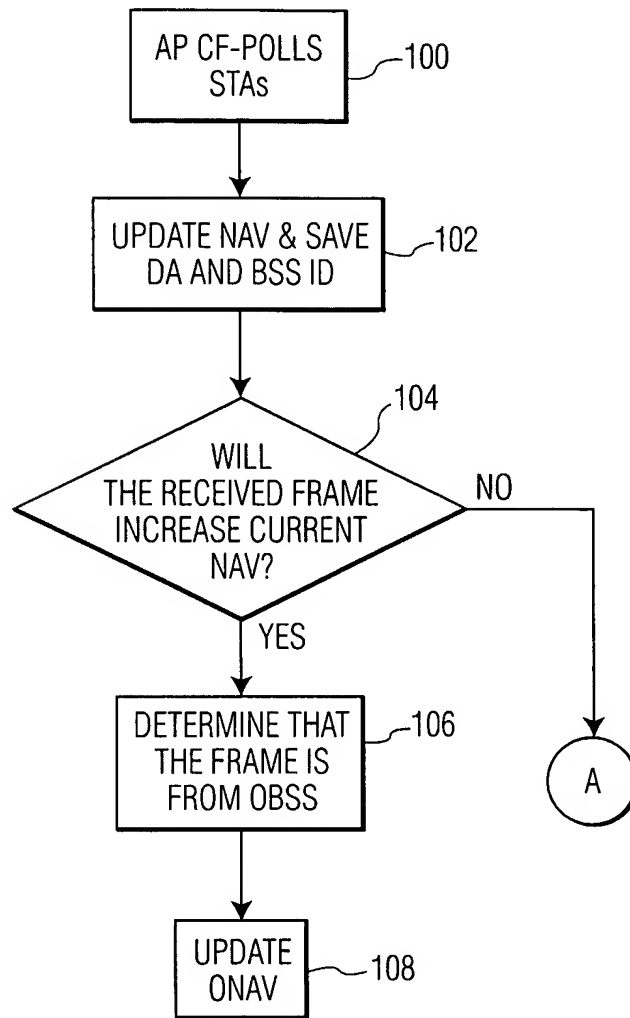 AP CF-POLLS
STAs
100
UPDATE NAV & SAVE
DA AND BSS ID
102
104
WILL
THE RECEIVED FRAME
INCREASE CURRENT
NAV?
NO
YES
DETERMINE THAT
THE FRAME IS
FROM OBSS
106
A
UPDATE
ONAV
108